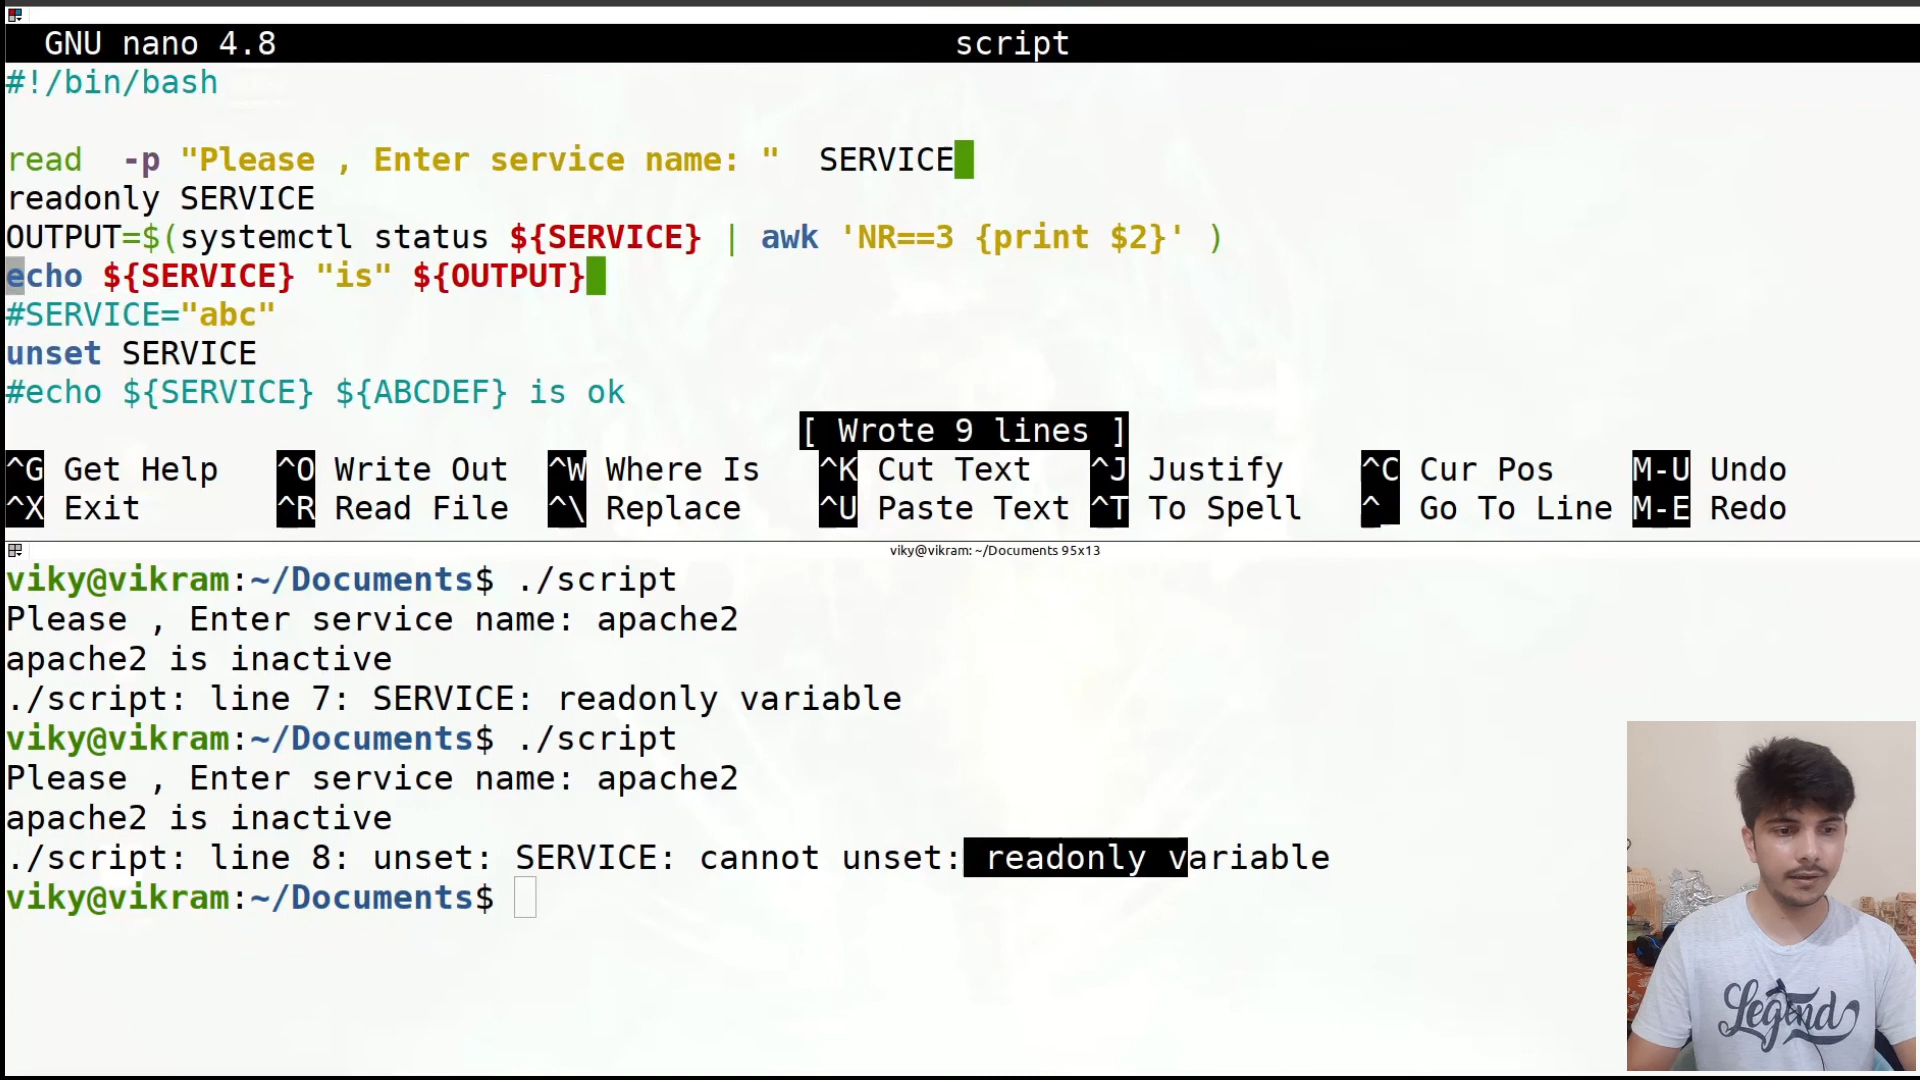 GNU nano 4.8 script
#!/bin/bash
read -p "Please , Enter service name: " SERVICE
readonly SERVICE
OUTPUT=$(systemctl status ${SERVICE} | awk 'NR==3 {print $2}' )
echo ${SERVICE} "is" ${OUTPUT}
#SERVICE="abc"
unset SERVICE
#echo ${SERVICE} ${ABCDEF} is ok
[ Wrote 9 lines ]
^G Get Help ^O Write Out ^W Where Is ^K Cut Text ^J Justify ^C Cur Pos M-U Undo
^X Exit ^R Read File ^\ Replace ^U Paste Text ^T To Spell ^_ Go To Line M-E Redo
viky@vikram: ~/Documents 95x13
viky@vikram:~/Documents$ ./script
Please , Enter service name: apache2
apache2 is inactive
./script: line 7: SERVICE: readonly variable
viky@vikram:~/Documents$ ./script
Please , Enter service name: apache2
apache2 is inactive
./script: line 8: unset: SERVICE: cannot unset: readonly variable
viky@vikram:~/Documents$
Legend